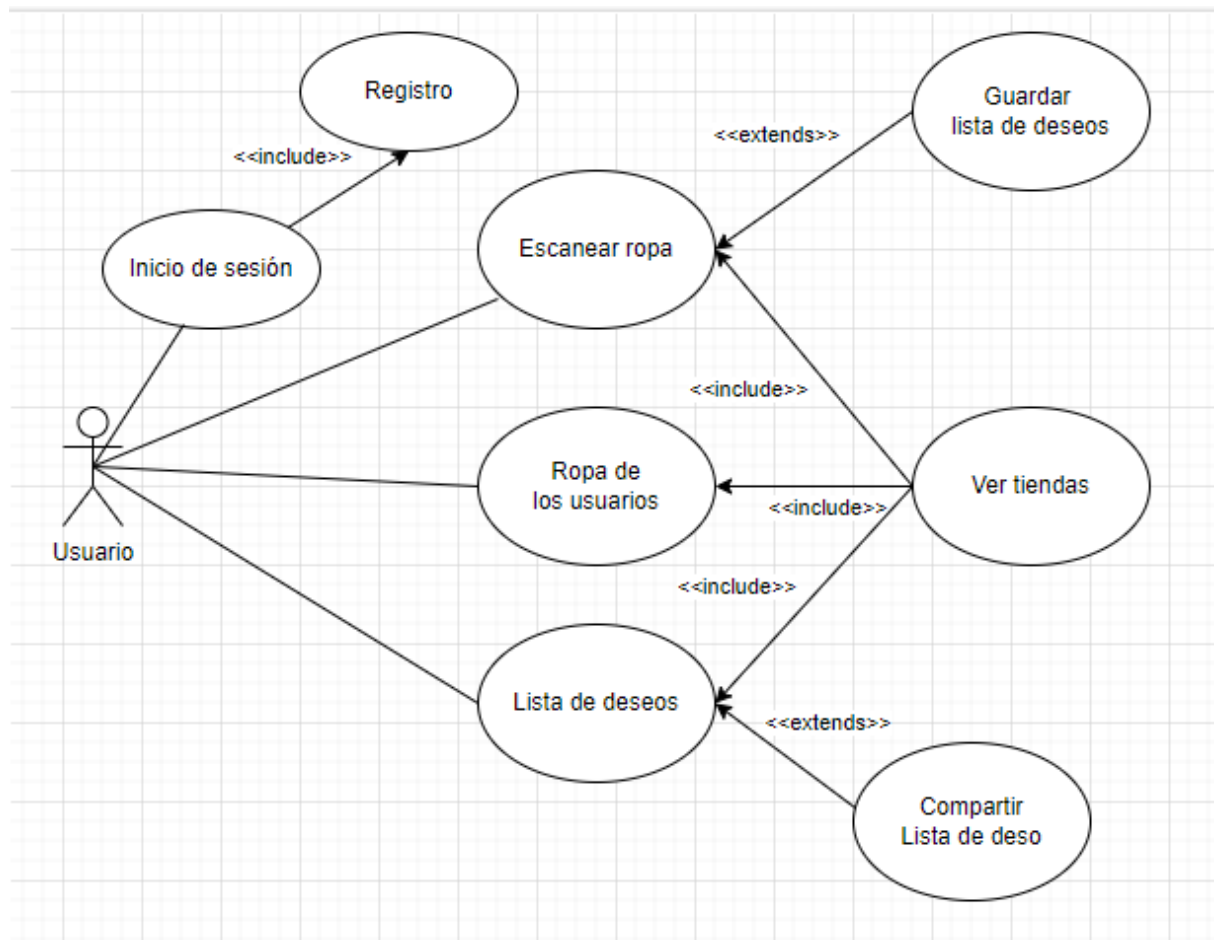 Registro
Guardar
lista de deseos
<<extends>>
<<include>>
Escanear ropa
Inicio de sesión
<<include>>
Ropa de
los usuarios
Ver tiendas
<<include>>
Usuario
<<include>>
Lista de deseos
<<extends>>
Compartir
Lista de deso